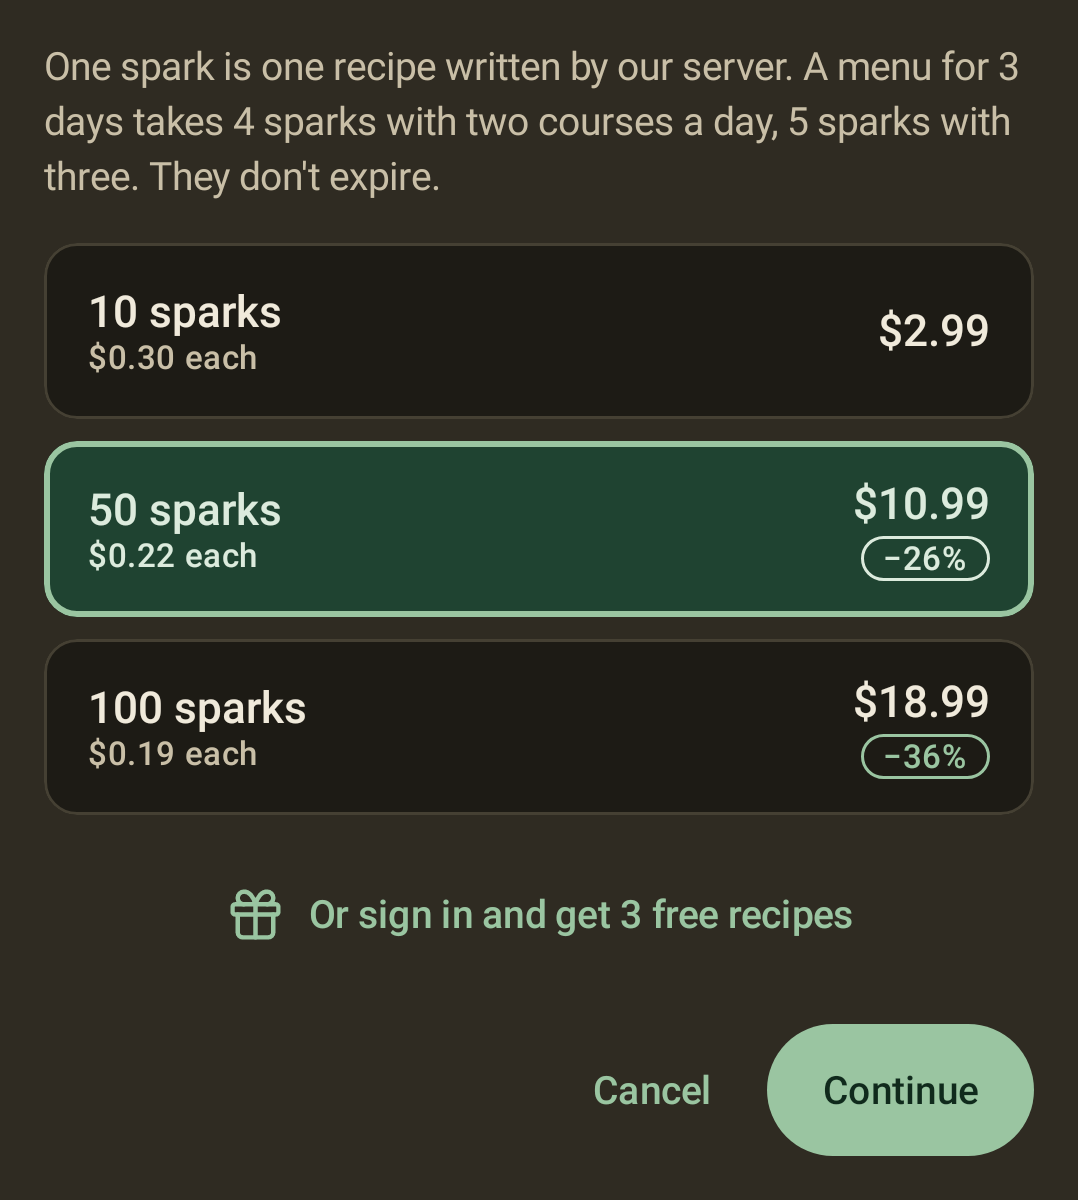 One spark is one recipe written by our server. A menu for 3
days takes 4 sparks with two courses a day, 5 sparks with
three. They don't expire.
10 sparks
$0.30 each
$2.99
50 sparks
$0.22 each
$10.99
−26%
100 sparks
$0.19 each
$18.99
−36%
Or sign in and get 3 free recipes
Cancel
Continue